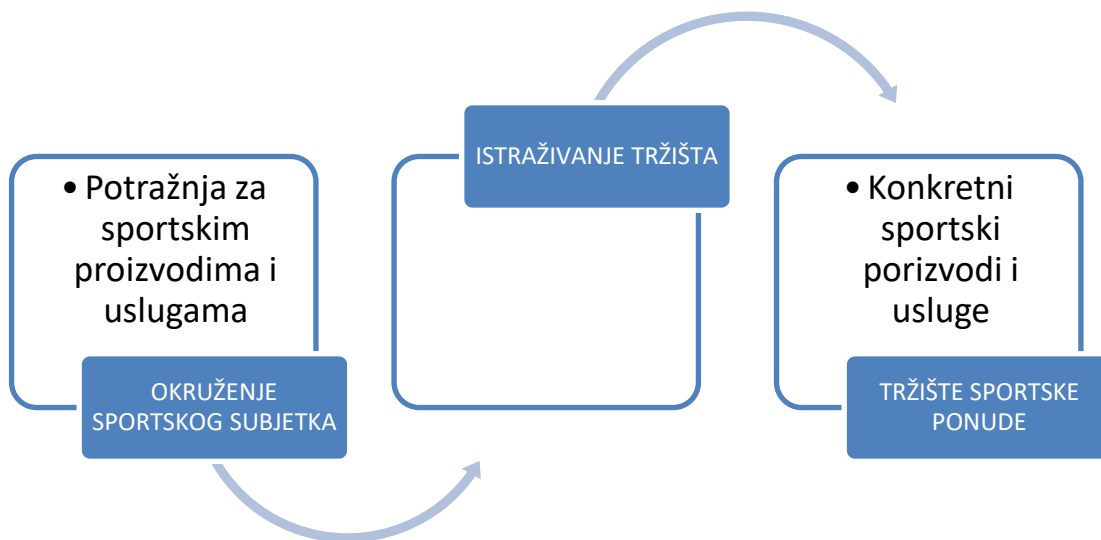 • Potražnja za
sportskim
proizvodima i
uslugama
OKRUŽENJE
SPORTSKOG SUBJETKA
ISTRAŽIVANJE TRŽIŠTA
• Konkretni
sportski
porizvodi i
usluge
TRŽIŠTE SPORTSKE
PONUDE